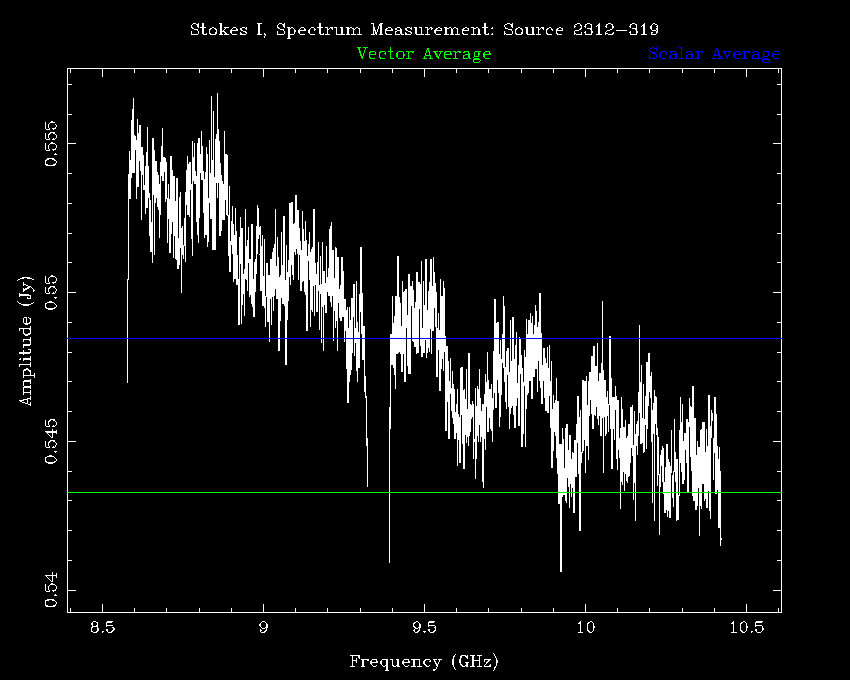 Stokes I, Spectrum Measurement: Source 2312−319
Vector Average
Scalar Average
0.555
0.55
0.545
0.54
Amplitude (Jy)
8.5
9
9.5
10
10.5
Frequency (GHz)